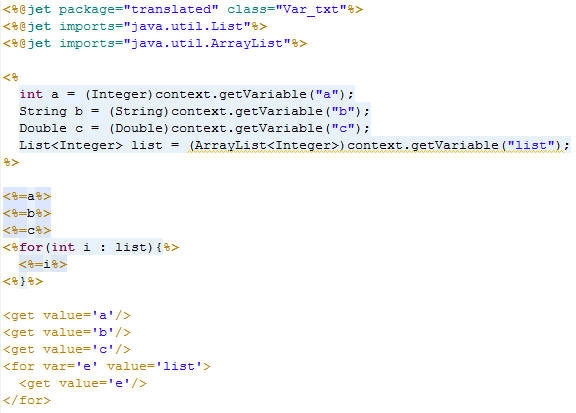 <%@jet package="translated" class="Var_txt"%>
<%@jet imports="java.util.List"%>
<%@jet imports="java.util.ArrayList"%>
<%
int a = (Integer)context.getVariable("a");
String b = (String)context.getVariable("b");
Double c = (Double)context.getVariable("c");
List<Integer> list = (ArrayList<Integer>)context.getVariable("list");
%>
<%=a%>
<%=b%>
<%=c%>
<%for(int i : list){%>
<%=i%>
<%}%>
<get value='a'/>
<get value='b'/>
<get value='c'/>
<for var='e' value='list'>
<get value='e'/>
</for>